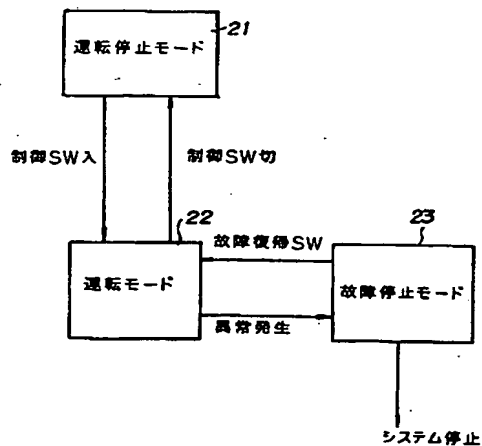 21
運転停止モード
制御SW入
制御SW切
22
23
故障復帰SW
運転モード
故障停止モード
異常発生
システム停止